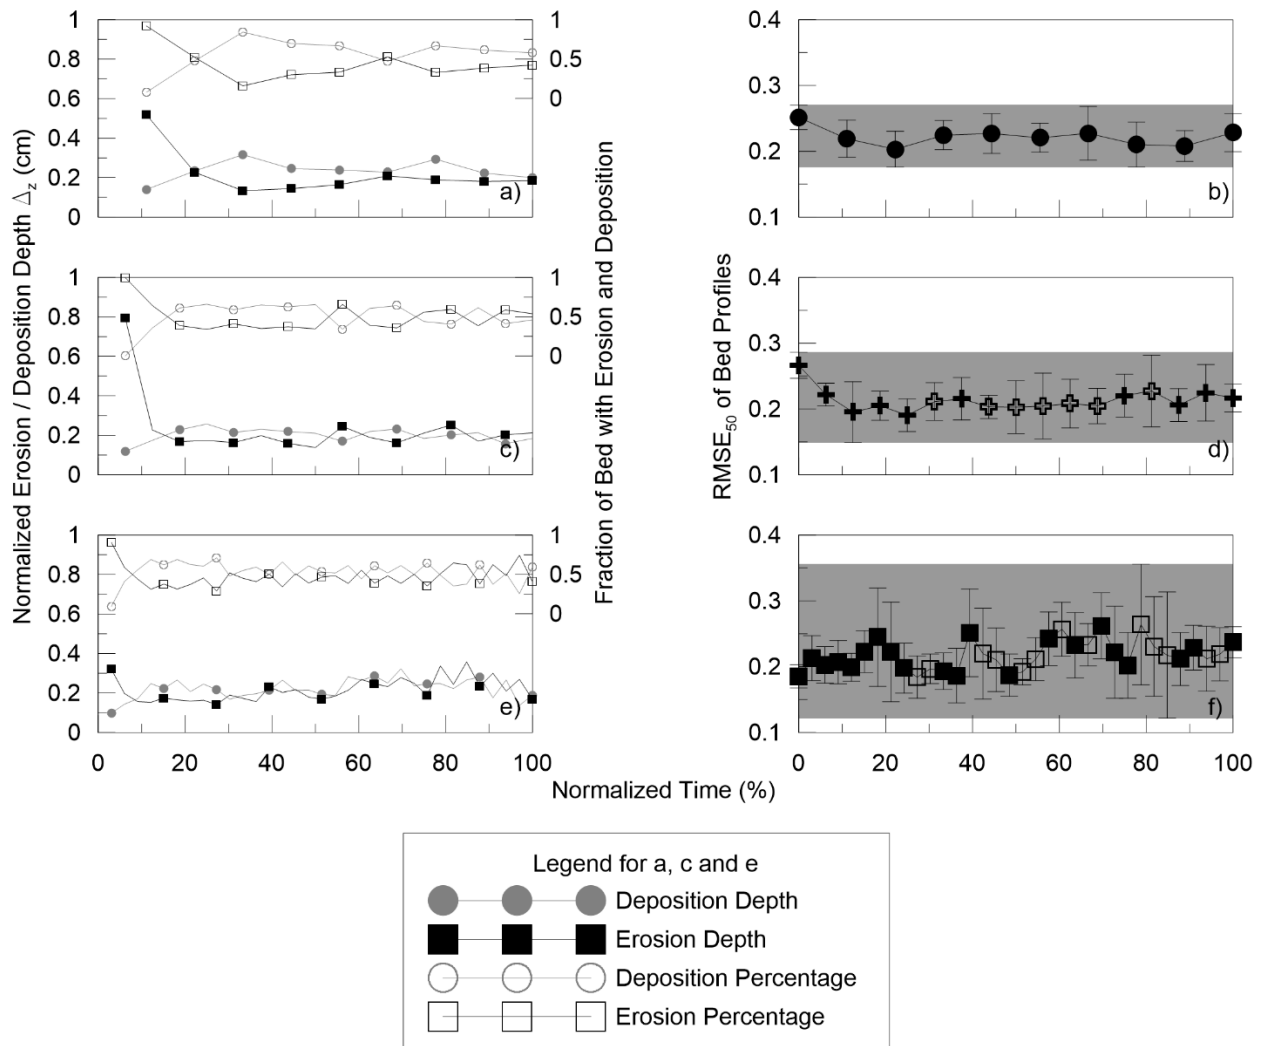 Normalized Erosion / Deposition Depth Δz (cm)
1
0.8
0.6
0.4
0.2
0
1
0.5
0
a)
1
0.8
0.6
0.4
0.2
0
1
0.5
0
c)
1
0.8
0.6
0.4
0.2
0
1
0.5
0
e)
0 20 40 60 80 100
Fraction of Bed with Erosion and Deposition
RMSE50 of Bed Profiles
0.4
0.3
0.2
0.1
b)
0.4
0.3
0.2
0.1
d)
0.4
0.3
0.2
0.1
f)
0 20 40 60 80 100
Normalized Time (%)
Legend for a, c and e
Deposition Depth
Erosion Depth
Deposition Percentage
Erosion Percentage